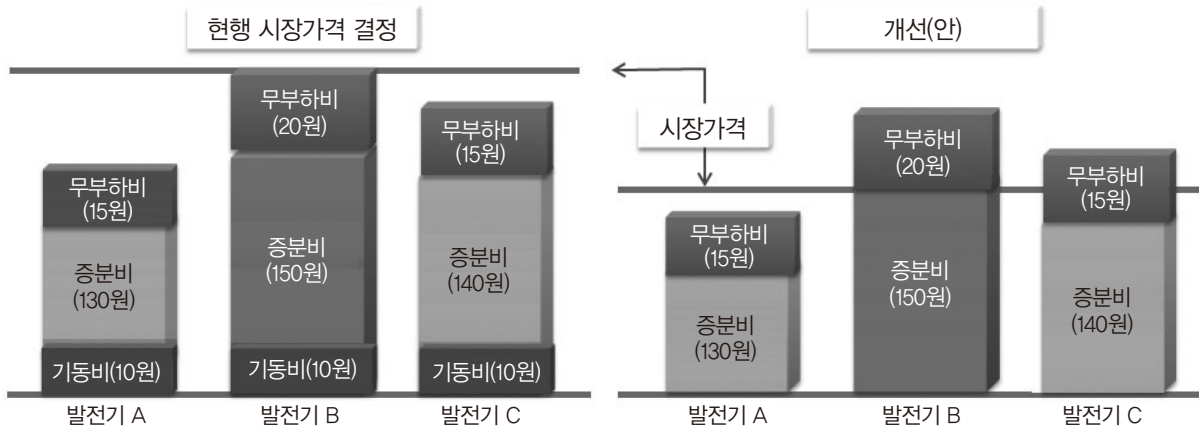 현행 시장가격 결정
무부하비
(15원)
증분비
(130원)
기동비(10원)
발전기 A
무부하비
(20원)
증분비
(150원)
기동비(10원)
발전기 B
무부하비
(15원)
증분비
(140원)
기동비(10원)
발전기 C
시장가격
개선(안)
무부하비
(15원)
증분비
(130원)
발전기 A
무부하비
(20원)
증분비
(150원)
발전기 B
무부하비
(15원)
증분비
(140원)
발전기 C